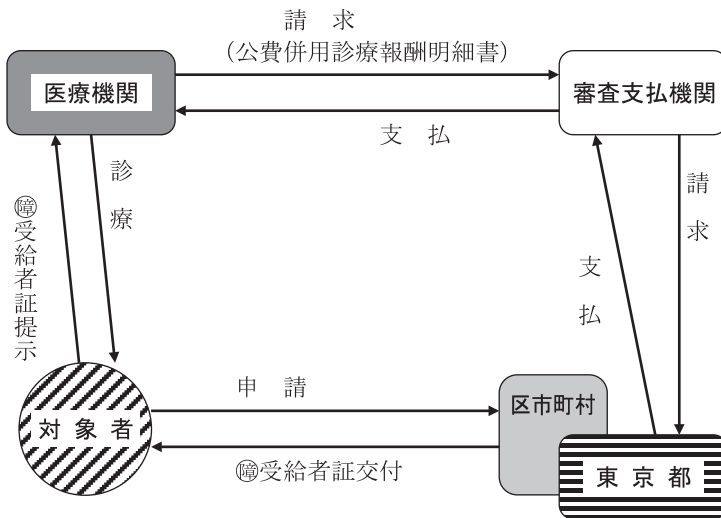 請 求
（公費併用診療報酬明細書）
医療機関
審査支払機関
支 払
診 療
請 求
㊞受給者証提示
支 払
申 請
区市町村
対 象 者
障受給者証交付
東 京 都